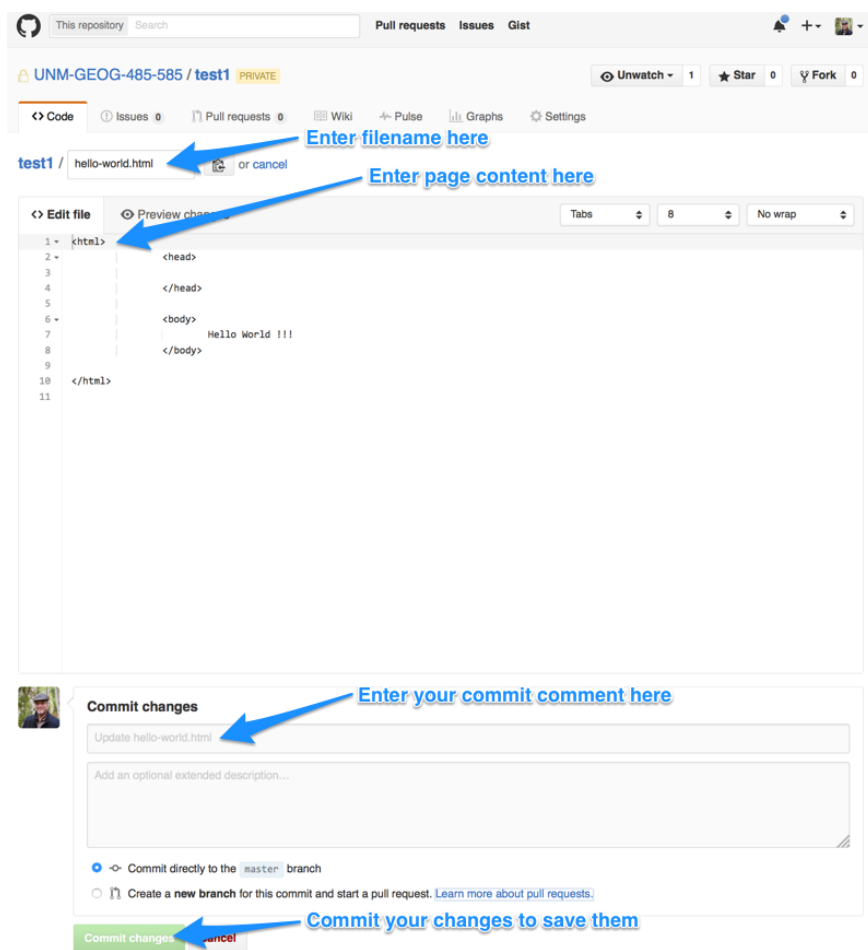 This repository Search Pull requests Issues Gist
UNM-GEOG-485-585 / test1 PRIVATE Unwatch 1 Star 0 Fork 0
Code Issues 0 Pull requests 0 Wiki Pulse Graphs Settings
Enter filename here
test1 / hello-world.html or cancel
Enter page content here
<> Edit file Preview changes Tabs 8 No wrap
1 <html>
2 <head>
3
4 </head>
5
6 <body>
7 Hello World !!!
8 </body>
9
10 </html>
11
Enter your commit comment here
Commit changes
Update hello-world.html
Add an optional extended description...
Commit directly to the master branch
Create a new branch for this commit and start a pull request. Learn more about pull requests.
Commit your changes to save them
Commit changes Cancel